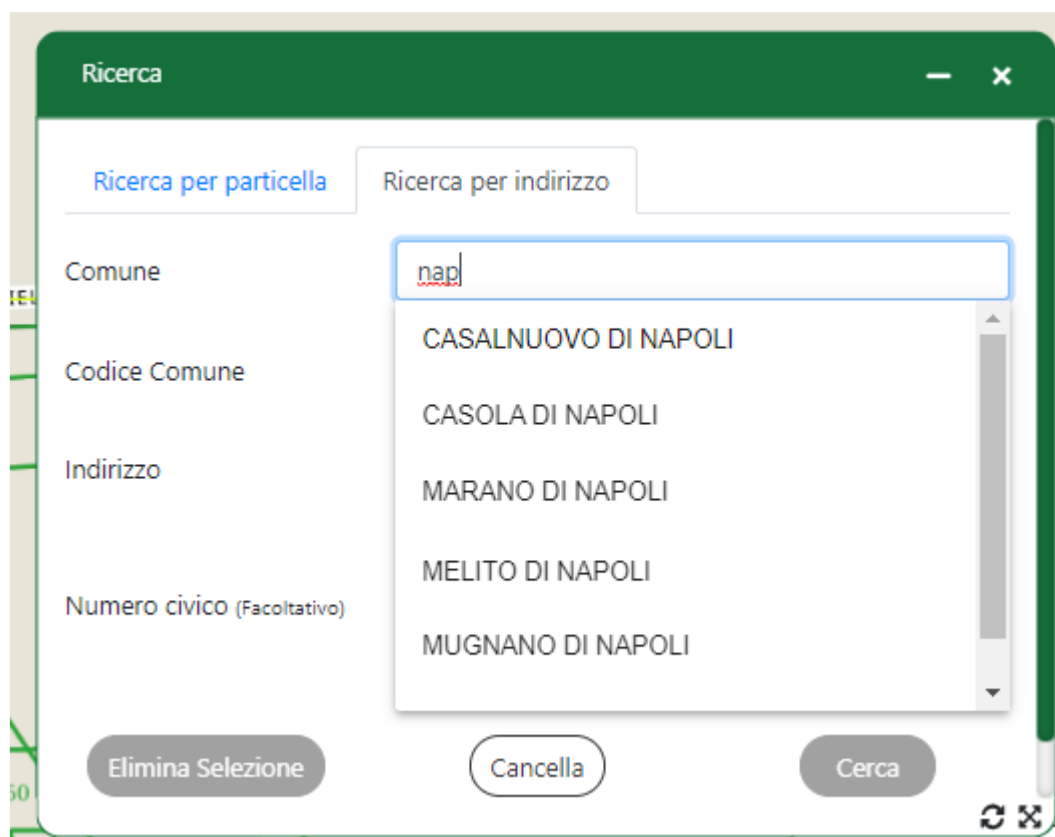 Ricerca
Ricerca per particella
Ricerca per indirizzo
Comune
nap
CASALNUOVO DI NAPOLI
Codice Comune
CASOLA DI NAPOLI
Indirizzo
MARANO DI NAPOLI
MELITO DI NAPOLI
Numero civico (Facoltativo)
MUGNANO DI NAPOLI
Elimina Selezione
Cancella
Cerca